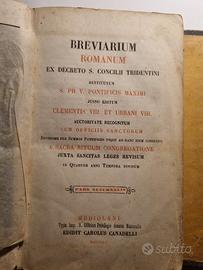 BREVIARIUM
ROMANUM
EX DECRETO S. CONCILII TRIDENTINI
RESTITUTUM
S. PII V. PONTIFICIS MAXIMI
JUSSU EDITUM
CLEMENTIS VIII. ET URBANI VIII.
AUCTORITATE RECOGNITUM
CUM OFFICIIS SANCTORUM
A SACRA RITUUM CONGREGATIONE
JUXTA SANCITAS LEGES REVISUM
IN QUATUOR ANNI TEMPORA DIVISUM
MEDIOLANI
EDIDIT CAROLUS CANADELLI
subito